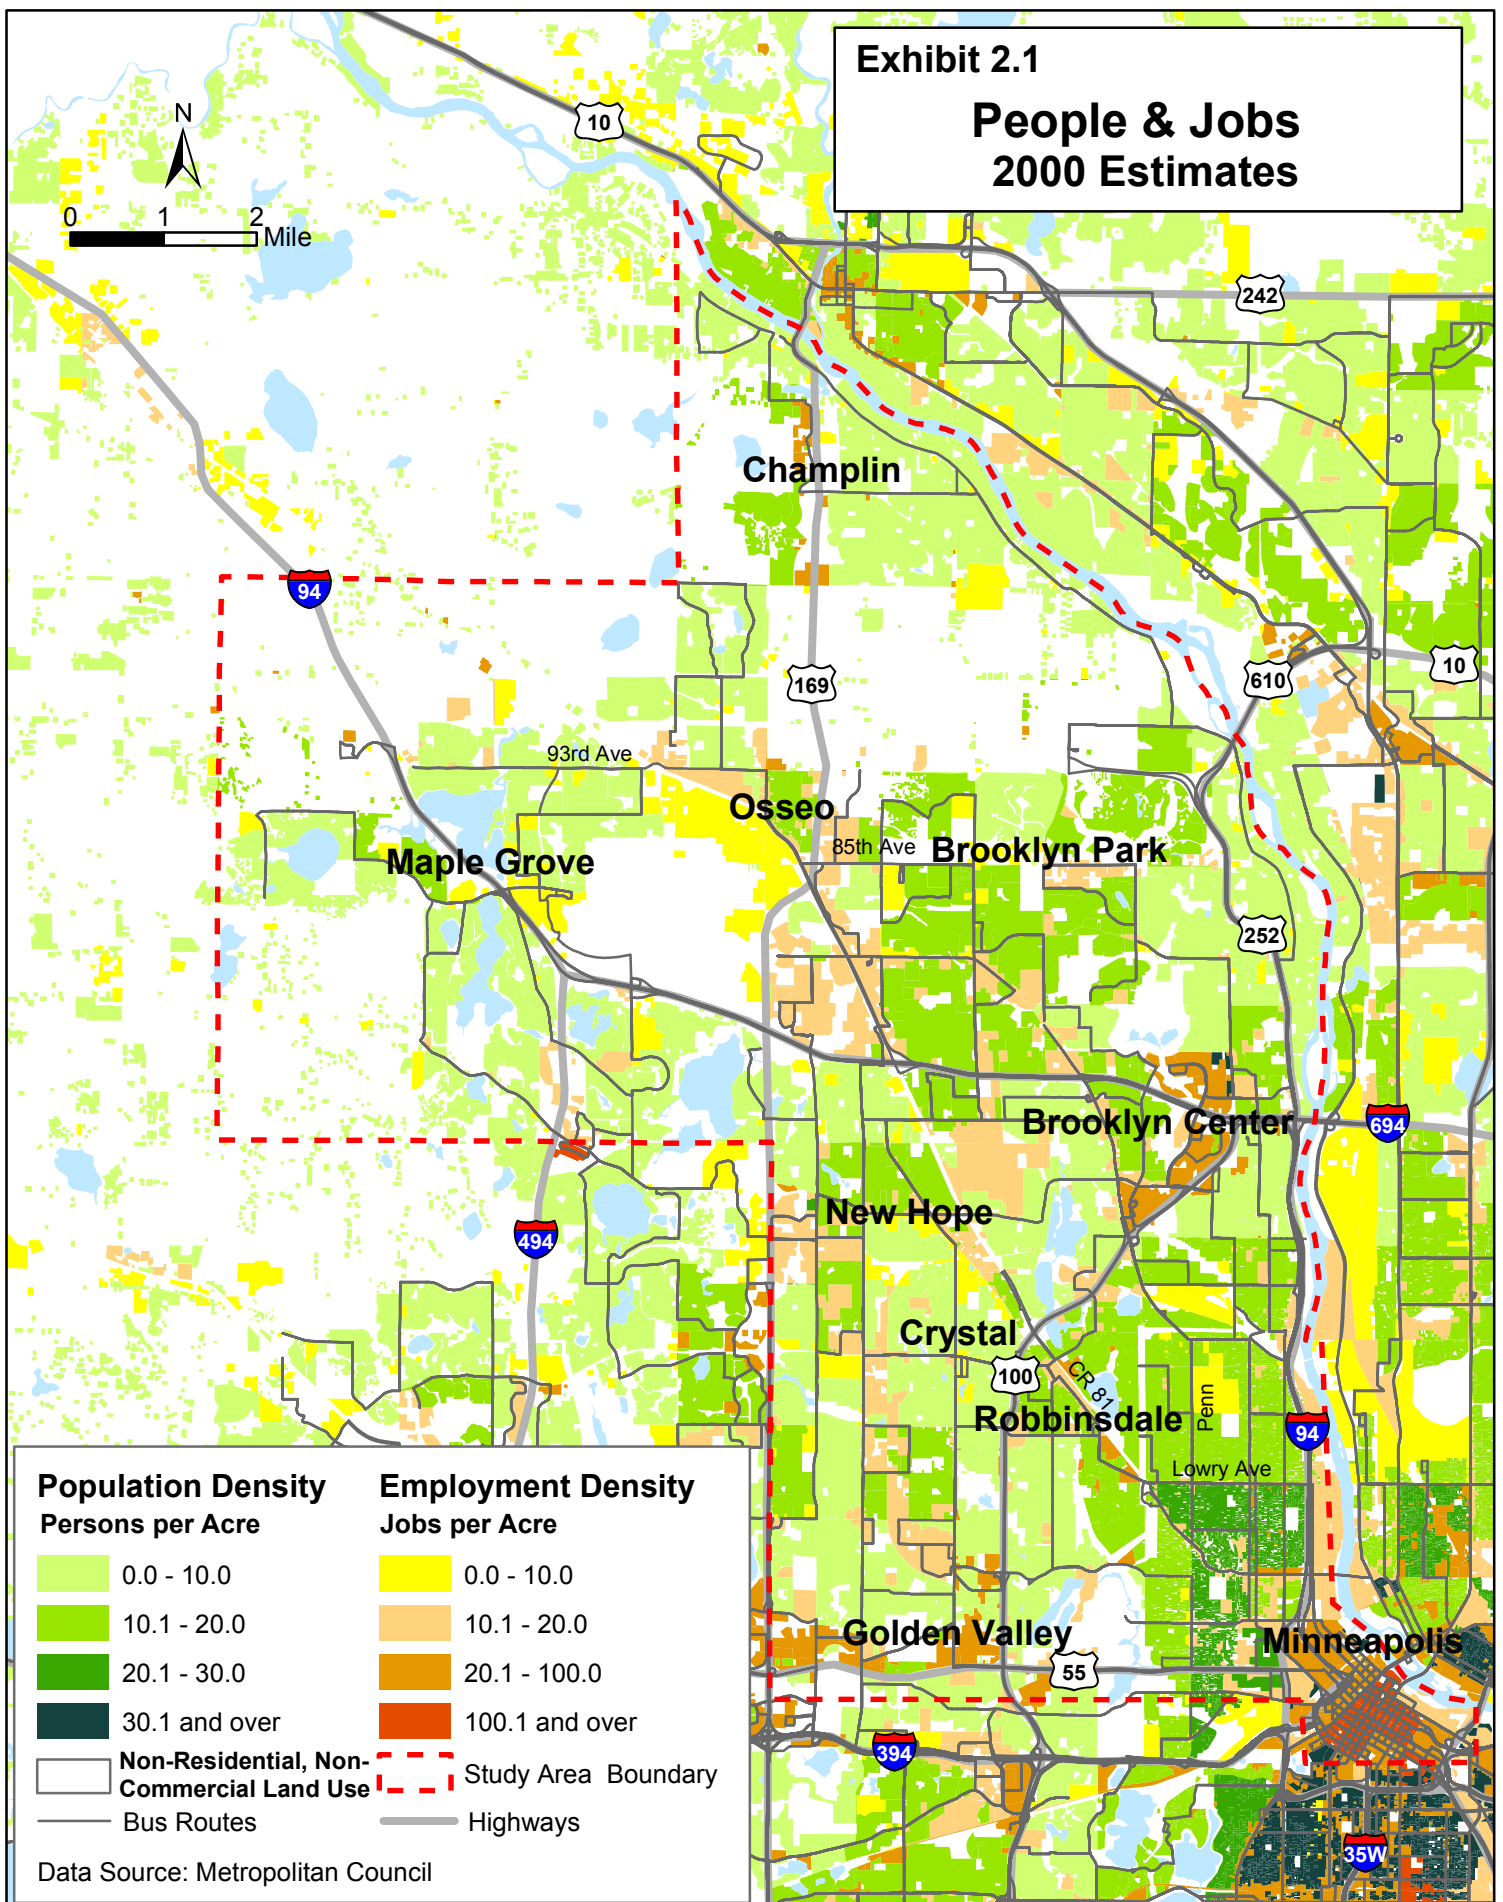 Exhibit 2.1
People & Jobs
2000 Estimates
N
0 1 2
Mile
10
242
Champlin
94
169
610
10
93rd Ave
Osseo
85th Ave
Brooklyn Park
Maple Grove
252
Brooklyn Center
694
New Hope
494
Crystal
100
CR 81
Penn
Robbinsdale
94
Lowry Ave
Golden Valley
Minneapolis
55
394
35W
Population Density
Persons per Acre
0.0 - 10.0
10.1 - 20.0
20.1 - 30.0
30.1 and over
Non-Residential, Non-
Commercial Land Use
Bus Routes
Employment Density
Jobs per Acre
0.0 - 10.0
10.1 - 20.0
20.1 - 100.0
100.1 and over
Study Area Boundary
Highways
Data Source: Metropolitan Council